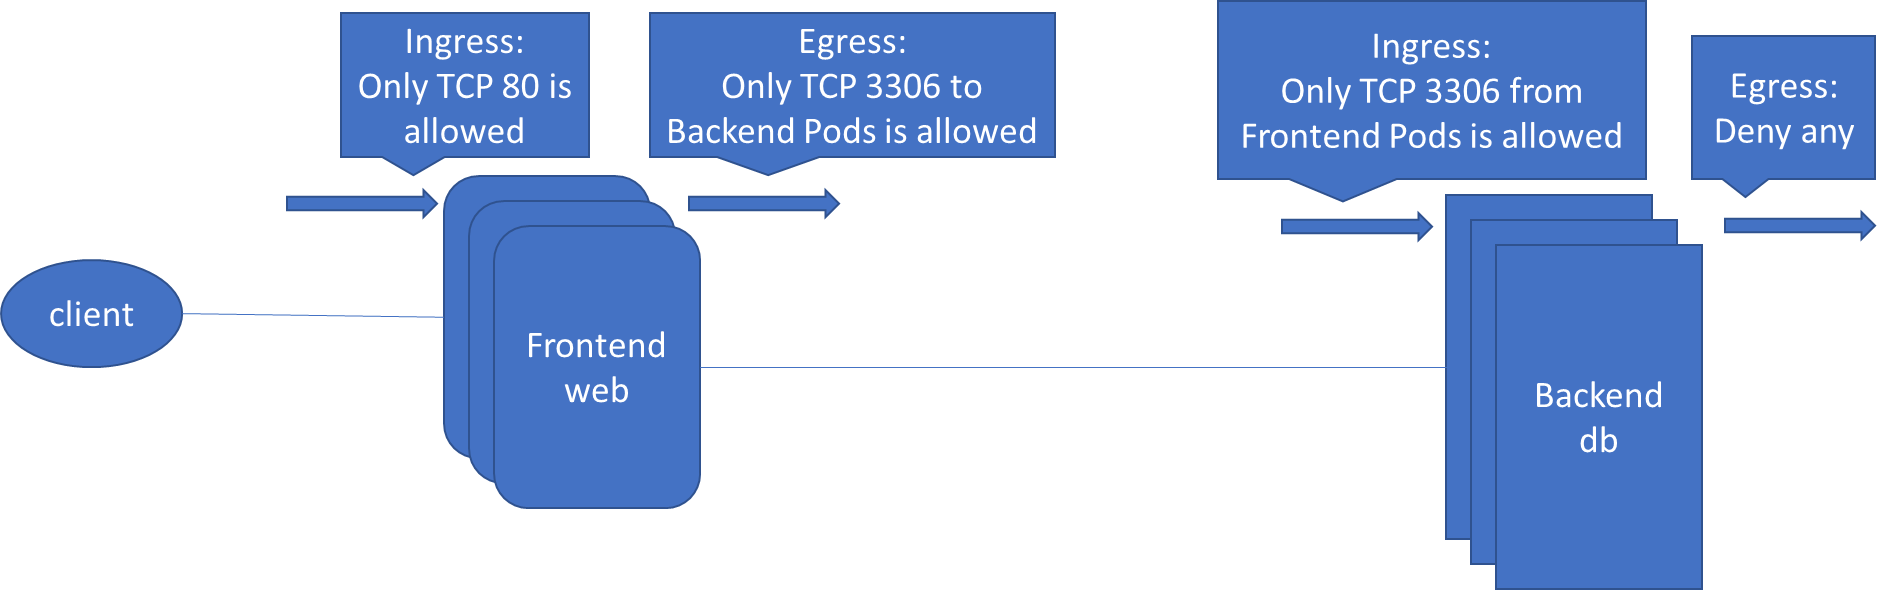 Ingress:
Only TCP 80 is
allowed
Egress:
Only TCP 3306 to
Backend Pods is allowed
Ingress:
Only TCP 3306 from
Frontend Pods is allowed
Egress:
Deny any
client
Frontend
web
Backend
db